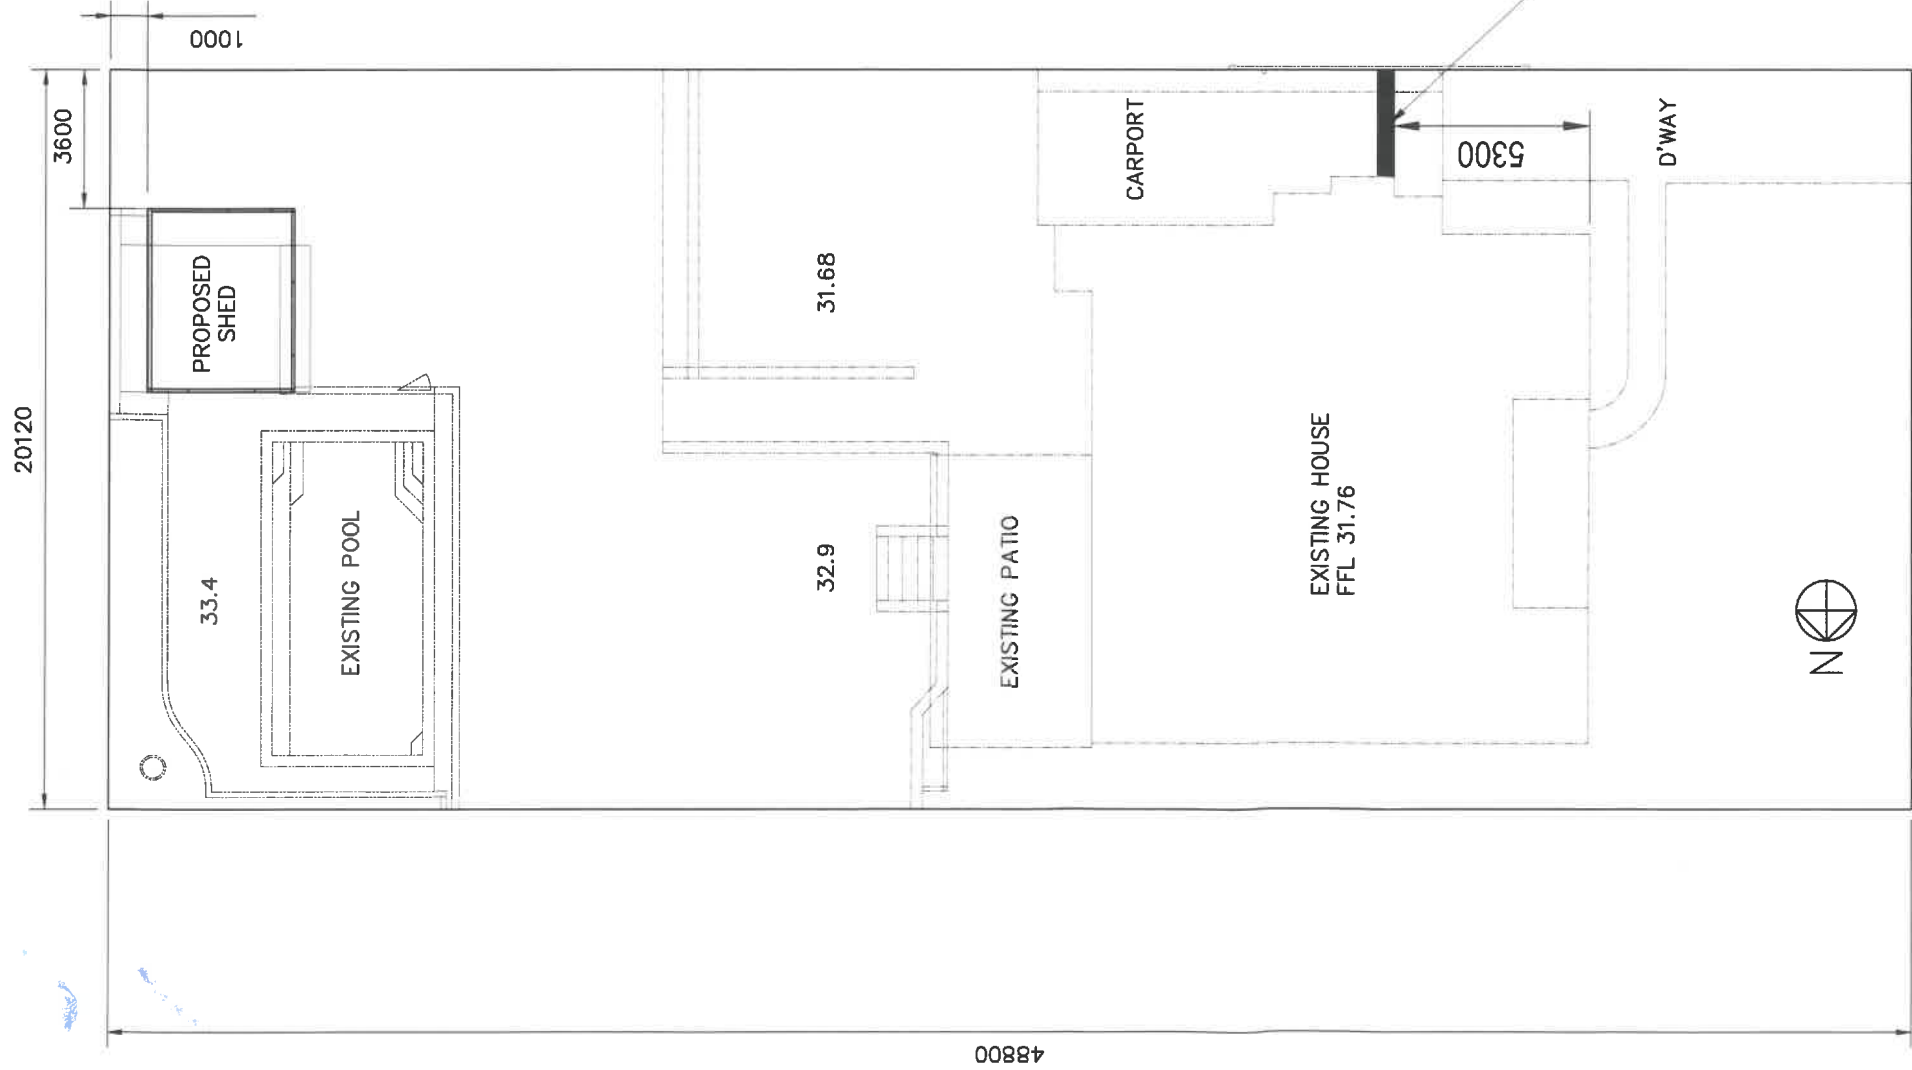 20120
3600
1000
PROPOSED
SHED
33.4
EXISTING POOL
31.68
32.9
CARPORT
5300
D'WAY
EXISTING PATIO
EXISTING HOUSE
FFL 31.76
N
48800